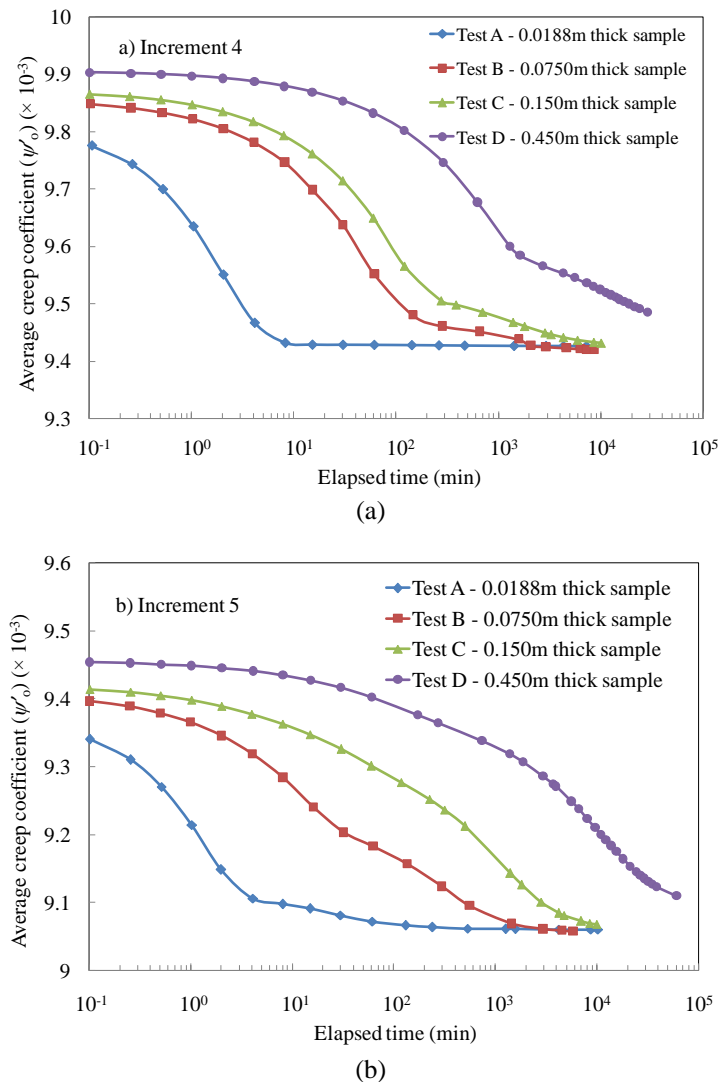 10
9.9
9.8
9.7
9.6
9.5
9.4
9.3
Average creep coefficient (ψ'ₒ) (× 10⁻³)
a) Increment 4
Test A - 0.0188m thick sample
Test B - 0.0750m thick sample
Test C - 0.150m thick sample
Test D - 0.450m thick sample
10⁻¹ 10⁰ 10¹ 10² 10³ 10⁴ 10⁵
Elapsed time (min)
(a)
9.6
9.5
9.4
9.3
9.2
9.1
9
Average creep coefficient (ψ'ₒ) (× 10⁻³)
b) Increment 5
Test A - 0.0188m thick sample
Test B - 0.0750m thick sample
Test C - 0.150m thick sample
Test D - 0.450m thick sample
10⁻¹ 10⁰ 10¹ 10² 10³ 10⁴ 10⁵
Elapsed time (min)
(b)